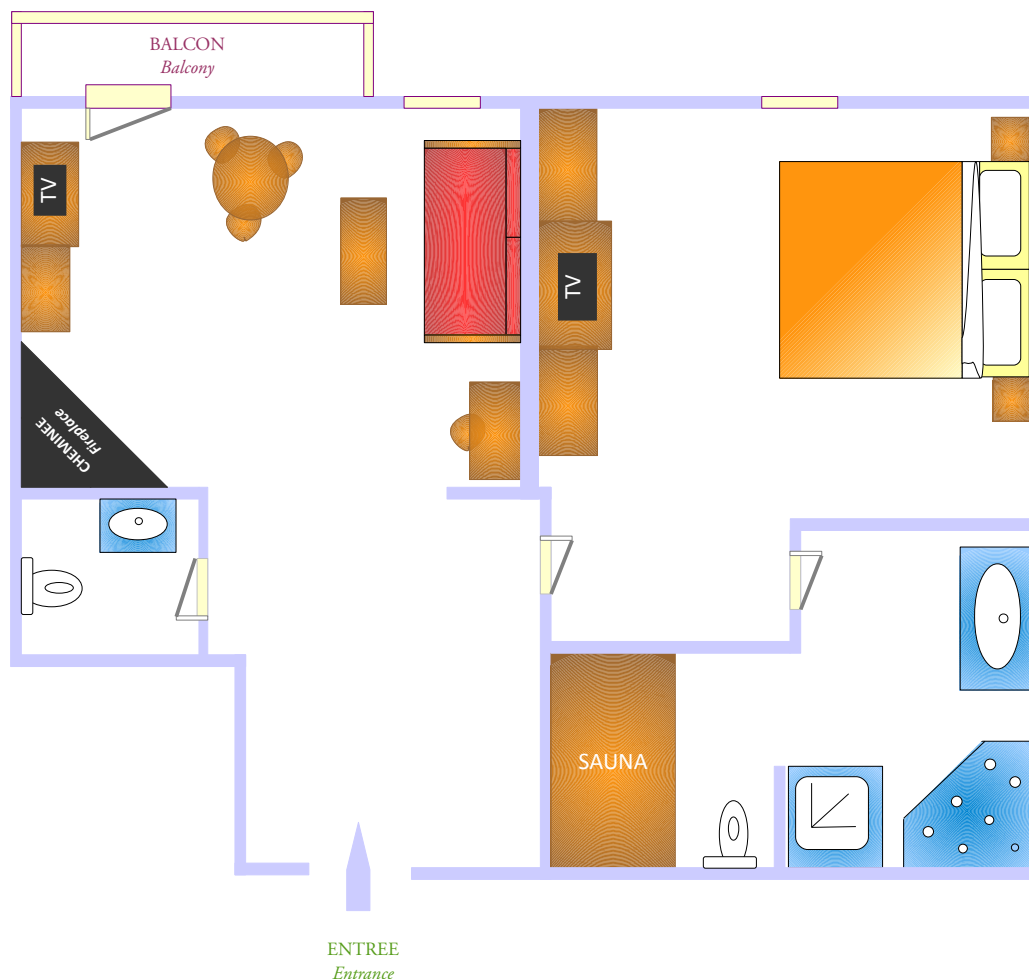 BALCON
Balcony
TV
TV
CHEMINEE
Fireplace
SAUNA
ENTREE
Entrance